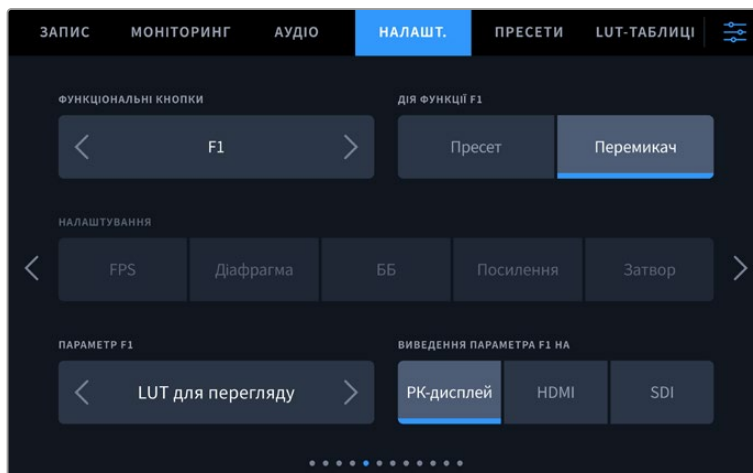 ЗАПИС МОНІТОРИНГ АУДІО НАЛАШТ. ПРЕСЕТИ LUT-ТАБЛИЦІ
ФУНКЦІОНАЛЬНІ КНОПКИ ДІЯ ФУНКЦІЇ F1
F1 Пресет Перемикач
НАЛАШТУВАННЯ
FPS Діафрагма ББ Посилення Затвор
ПАРАМЕТР F1 ВИВЕДЕННЯ ПАРАМЕТРА F1 НА
LUT для перегляду РК-дисплей HDMI SDI